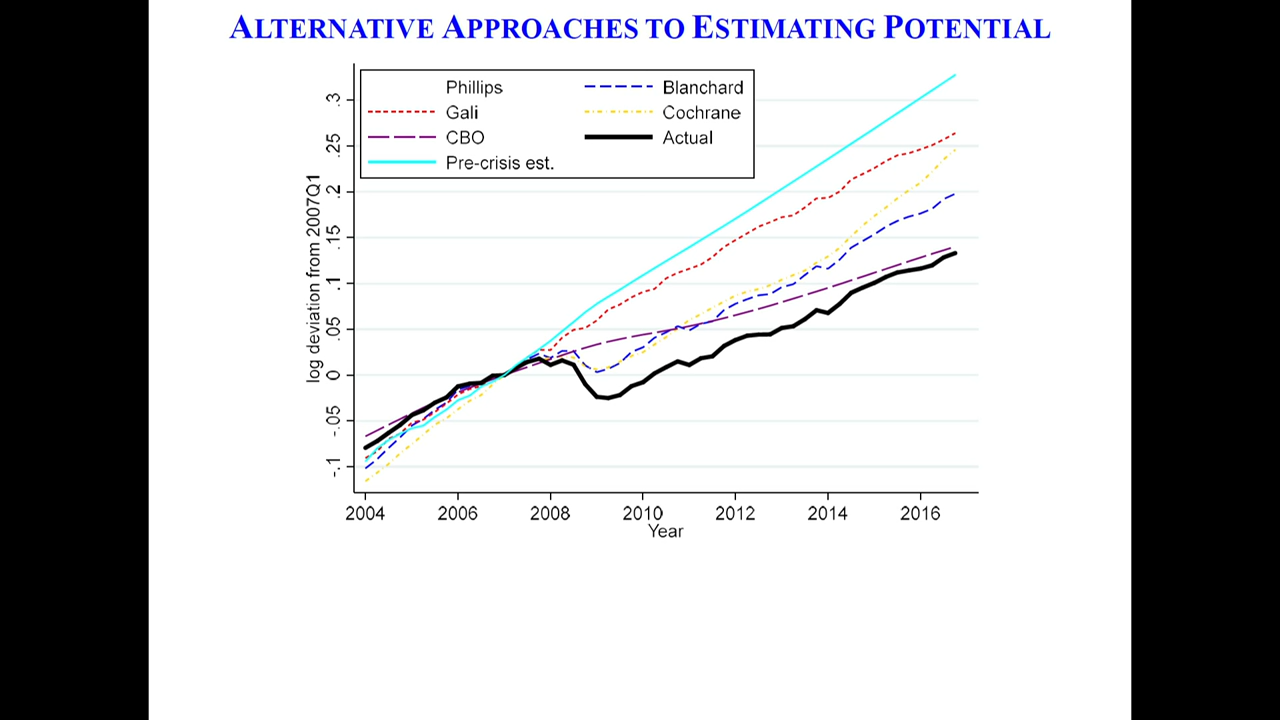 ALTERNATIVE APPROACHES TO ESTIMATING POTENTIAL
Phillips
Blanchard
Gali
Cochrane
CBO
Actual
Pre-crisis est.
log deviation from 2007Q1
.3
.25
.2
.15
.1
.05
0
-.05
-.1
2004
2006
2008
2010
2012
2014
2016
Year